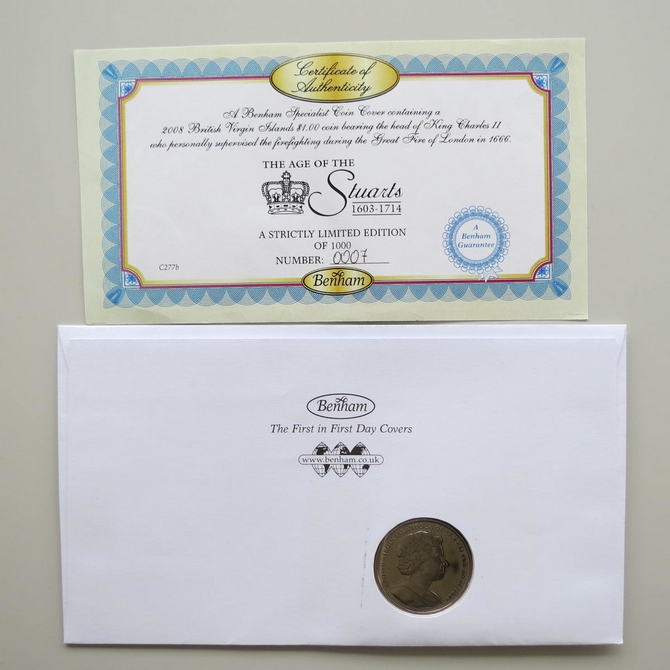 Certificate of
Authenticity
A Benham Specialist Coin Cover containing a
2008 British Virgin Islands $1.00 coin bearing the head of King Charles II
who personally supervised the firefighting during the Great Fire of London in 1666.
THE AGE OF THE
Stuarts
1603-1714
A STRICTLY LIMITED EDITION
OF 1000
NUMBER: 0007
A
Benham
Guarantee
C277b
Benham
Benham
The First in First Day Covers
www.benham.co.uk